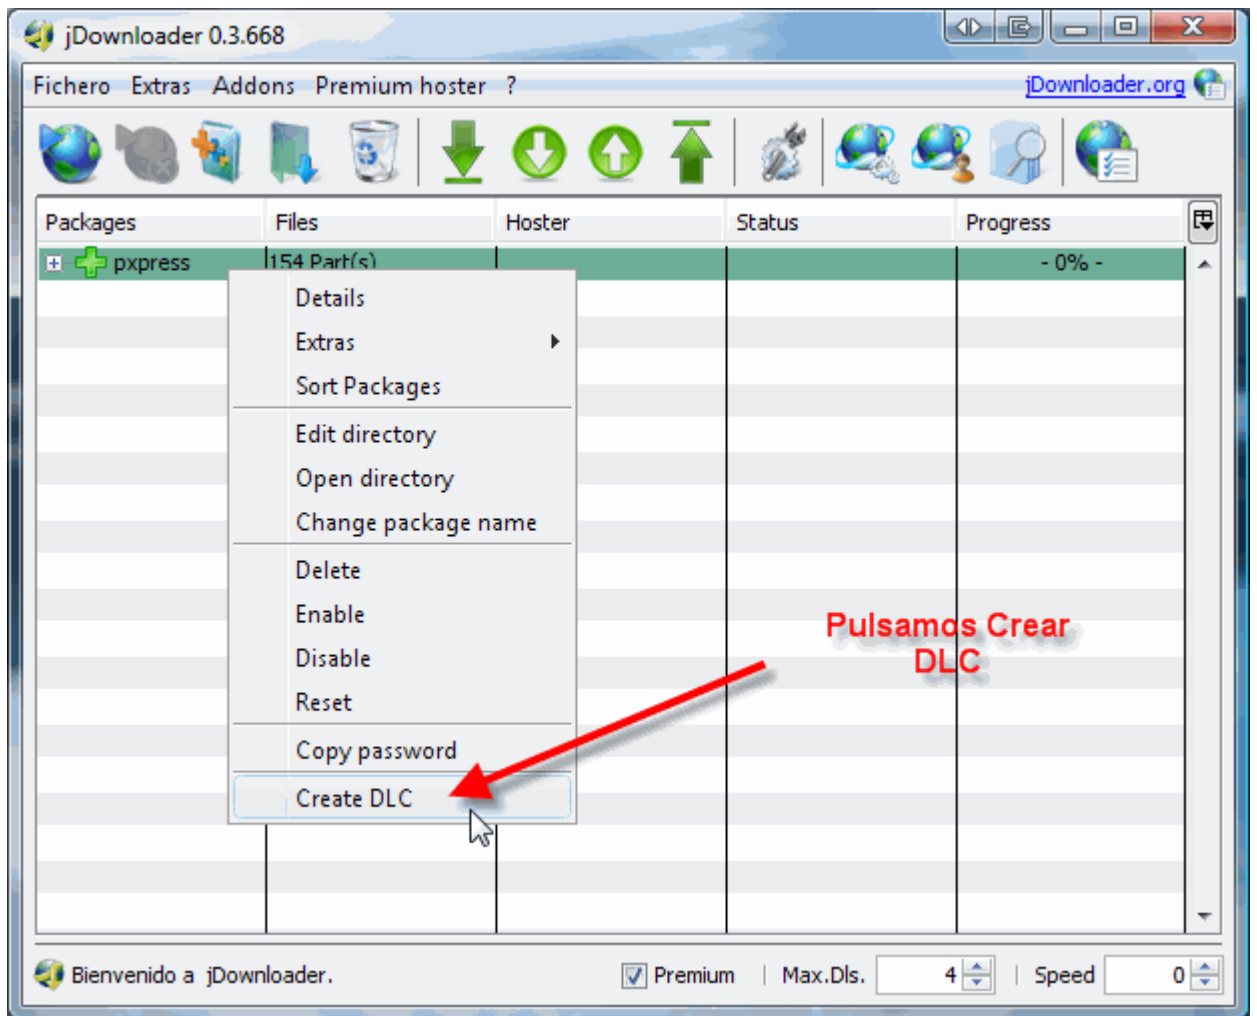 jDownloader 0.3.668
Fichero Extras Addons Premium hoster ?
jDownloader.org
Packages Files Hoster Status Progress
pxpress 154 Part(s) - 0% -
Details
Extras
Sort Packages
Edit directory
Open directory
Change package name
Delete
Enable
Disable
Reset
Copy password
Create DLC
Pulsamos Crear
DLC
Bienvenido a jDownloader. Premium | Max.Dls. 4 | Speed 0